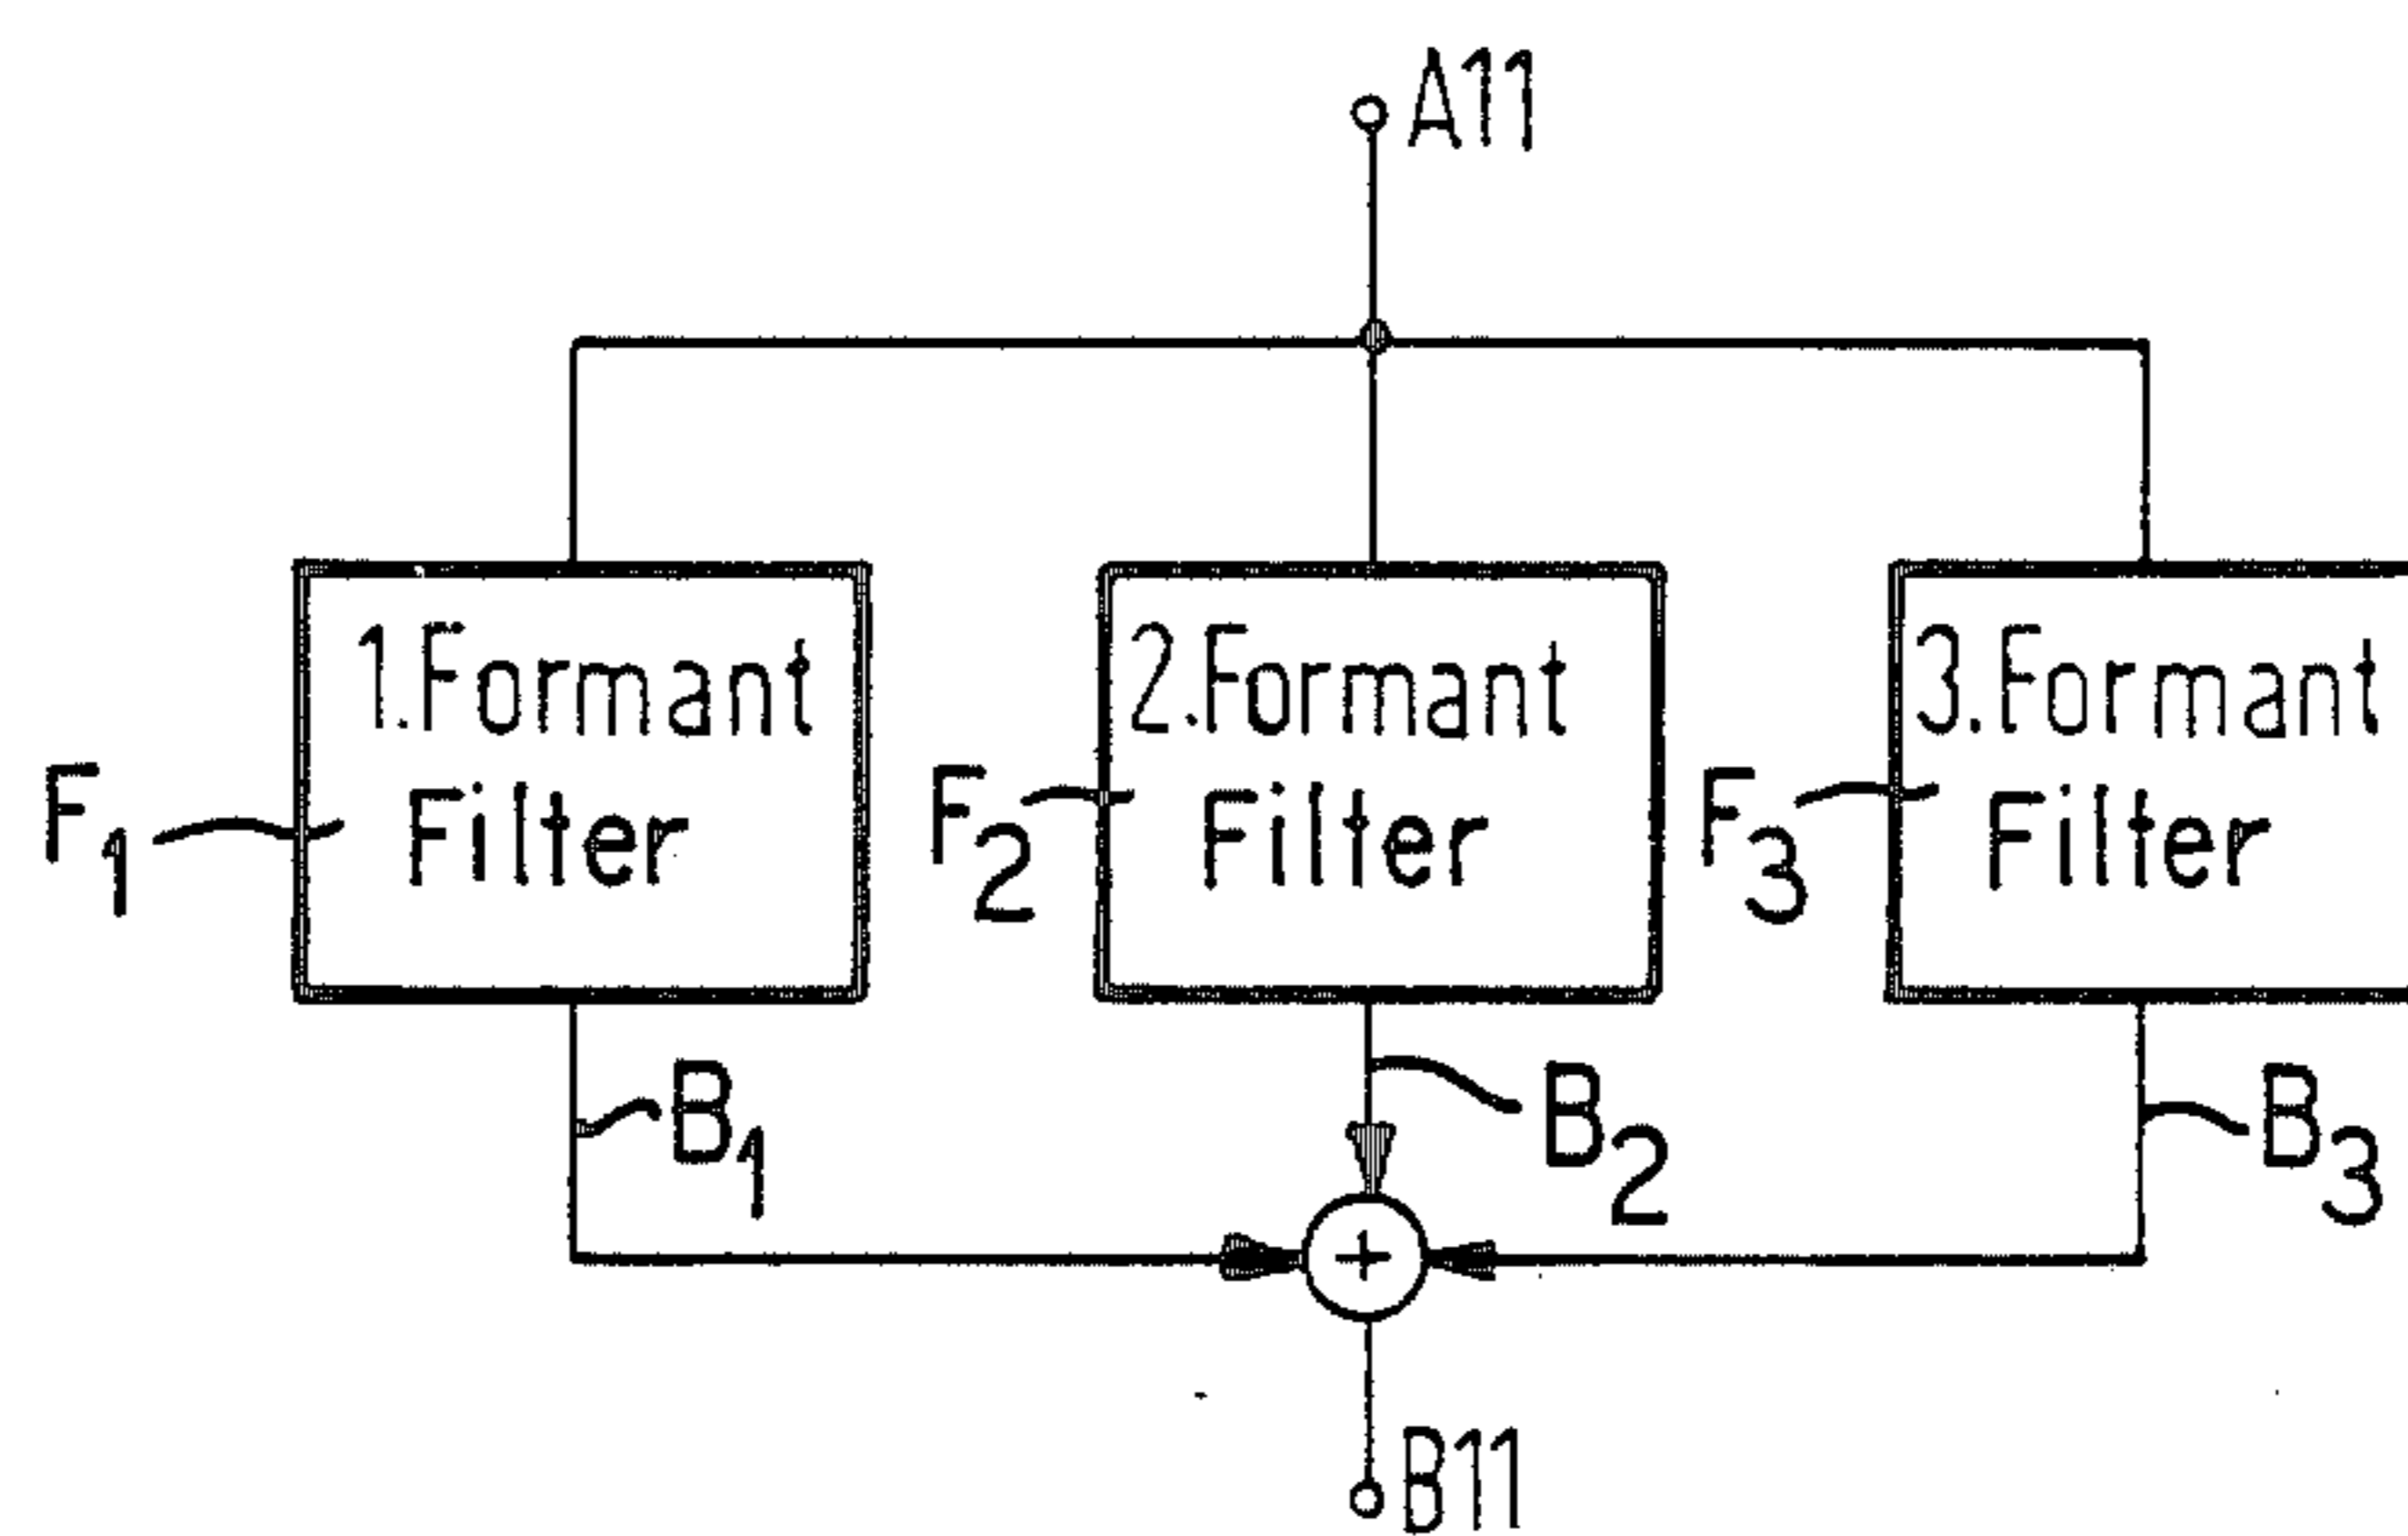 A11
1.Formant
Filter
F1
2.Formant
Filter
F2
3.Formant
Filter
F3
B1
B2
B3
+
B11